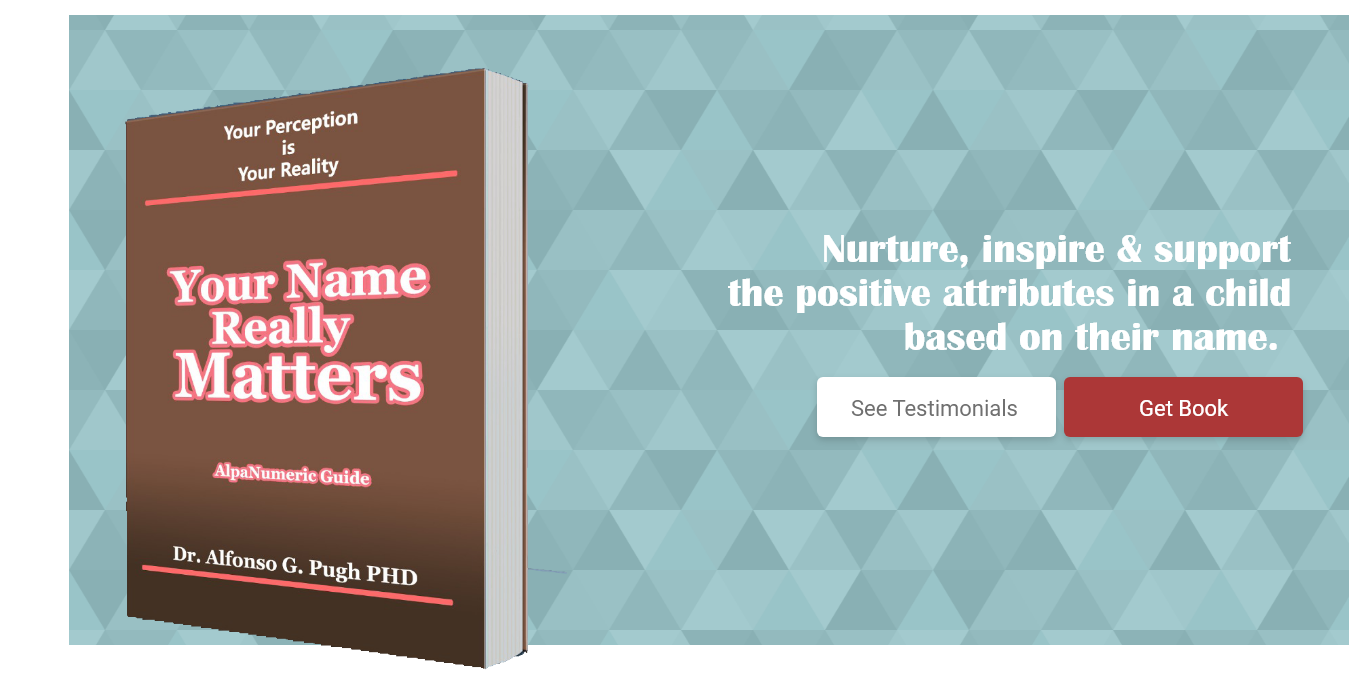 Your Perception
is
Your Reality
Your Name
Really
Matters
AlpaNumeric Guide
Dr. Alfonso G. Pugh PHD
Nurture, inspire & support
the positive attributes in a child
based on their name.
See Testimonials
Get Book